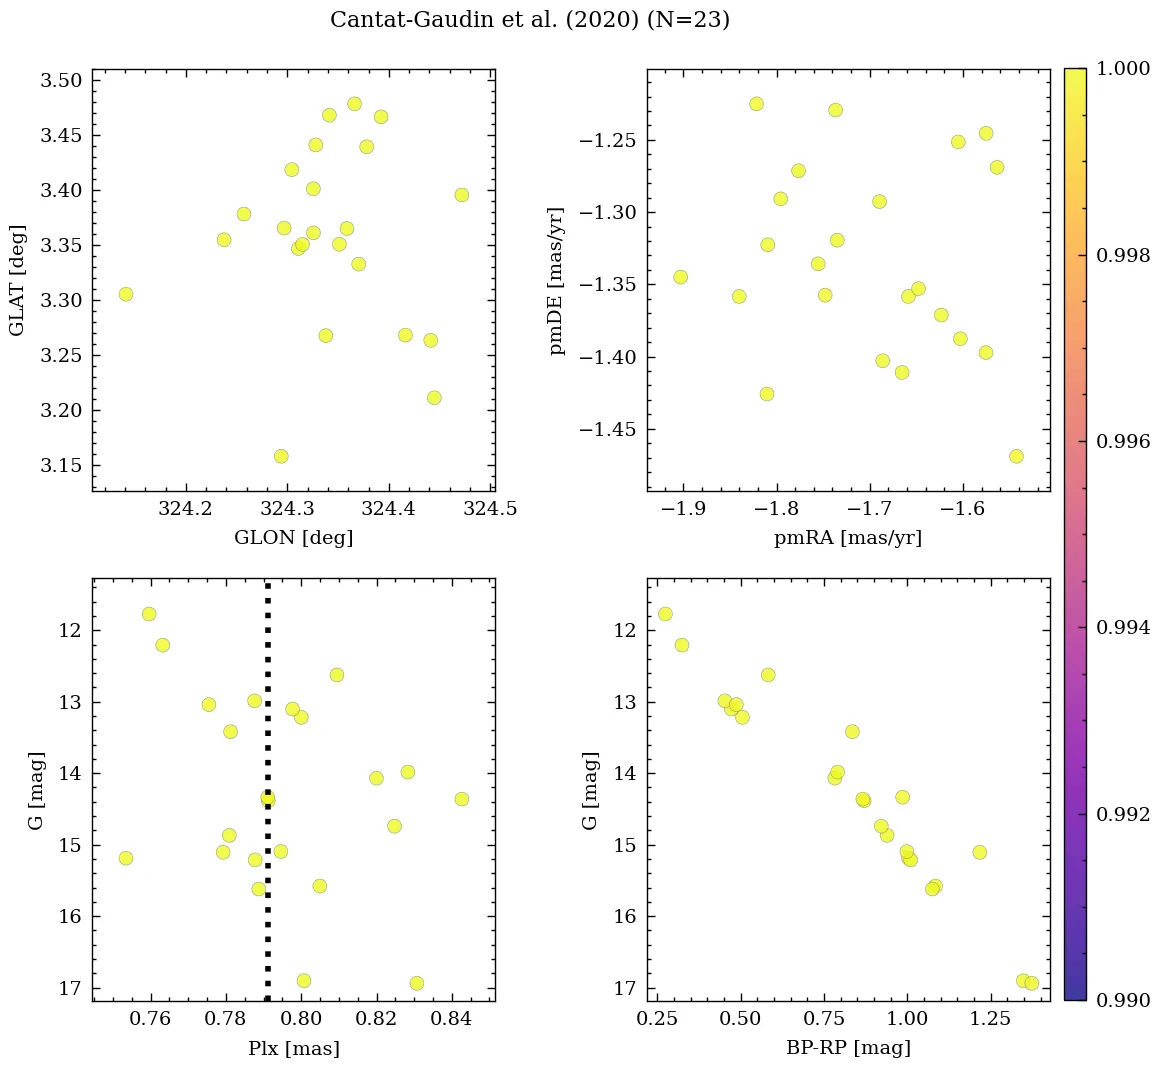 Cantat-Gaudin et al. (2020) (N=23)
3.50
3.45
3.40
3.35
3.30
3.25
3.20
3.15
GLAT [deg]
324.2 324.3 324.4 324.5
GLON [deg]
−1.25
−1.30
−1.35
−1.40
−1.45
pmDE [mas/yr]
−1.9 −1.8 −1.7 −1.6
pmRA [mas/yr]
12
13
14
15
16
17
G [mag]
0.76 0.78 0.80 0.82 0.84
Plx [mas]
12
13
14
15
16
17
G [mag]
0.25 0.50 0.75 1.00 1.25
BP-RP [mag]
1.000
0.998
0.996
0.994
0.992
0.990